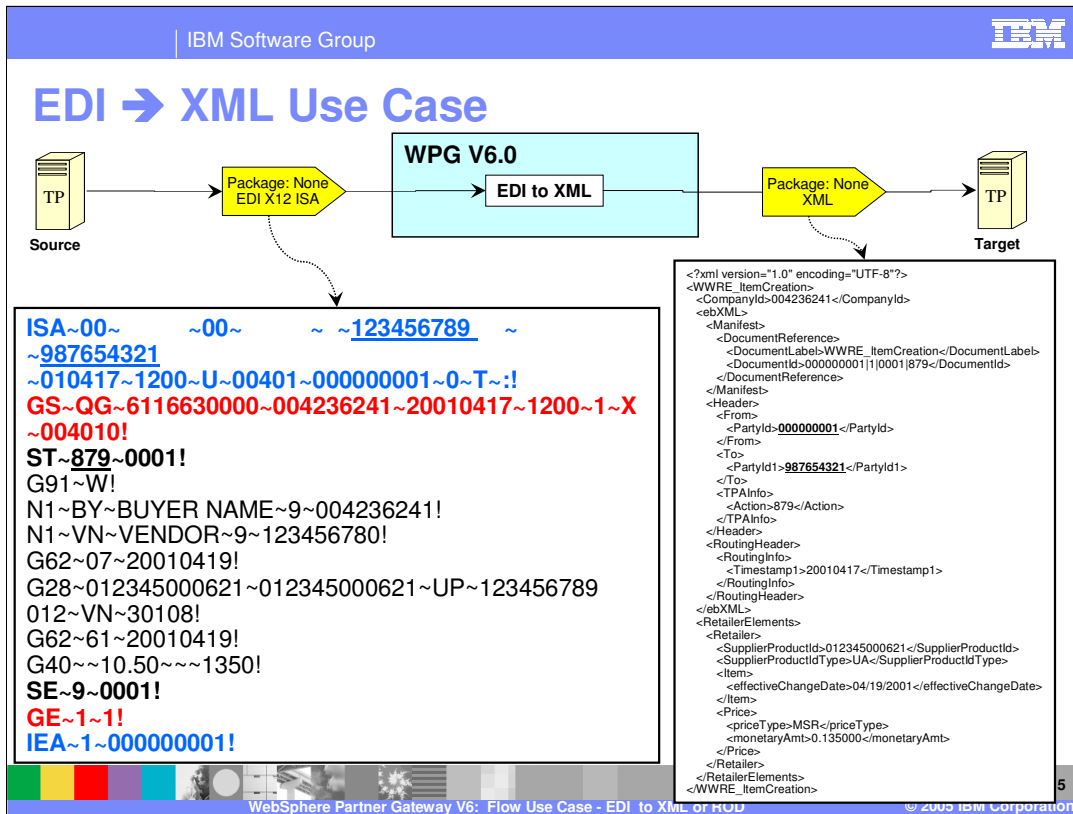 IBM Software Group
IBM
EDI ➔ XML Use Case
WPG V6.0
TP
Package: None
EDI X12 ISA
EDI to XML
Package: None
XML
TP
Source
Target
ISA~00~ ~00~ ~ ~123456789 ~
~987654321
~010417~1200~U~00401~000000001~0~T~:!
GS~QG~6116630000~004236241~20010417~1200~1~X
~004010!
ST~879~0001!
G91~W!
N1~BY~BUYER NAME~9~004236241!
N1~VN~VENDOR~9~123456780!
G62~07~20010419!
G28~012345000621~012345000621~UP~123456789
012~VN~30108!
G62~61~20010419!
G40~~10.50~~~1350!
SE~9~0001!
GE~1~1!
IEA~1~000000001!
<?xml version="1.0" encoding="UTF-8"?>
<WWRE_ItemCreation>
<CompanyId>004236241</CompanyId>
<ebXML>
<Manifest>
<DocumentReference>
<DocumentLabel>WWRE_ItemCreation</DocumentLabel>
<DocumentId>000000001|1|0001|879</DocumentId>
</DocumentReference>
</Manifest>
<Header>
<From>
<PartyId>000000001</PartyId>
</From>
<To>
<PartyId1>987654321</PartyId1>
</To>
<TPAInfo>
<Action>879</Action>
</TPAInfo>
</Header>
<RoutingHeader>
<RoutingInfo>
<Timestamp1>20010417</Timestamp1>
</RoutingInfo>
</RoutingHeader>
</ebXML>
<RetailerElements>
<Retailer>
<SupplierProductId>012345000621</SupplierProductId>
<SupplierProductIdType>UA</SupplierProductIdType>
<Item>
<effectiveChangeDate>04/19/2001</effectiveChangeDate>
</Item>
<Price>
<priceType>MSR</priceType>
<monetaryAmt>0.135000</monetaryAmt>
</Price>
</Retailer>
</RetailerElements>
</WWRE_ItemCreation>
5
WebSphere Partner Gateway V6: Flow Use Case - EDI to XML or ROD
© 2005 IBM Corporation